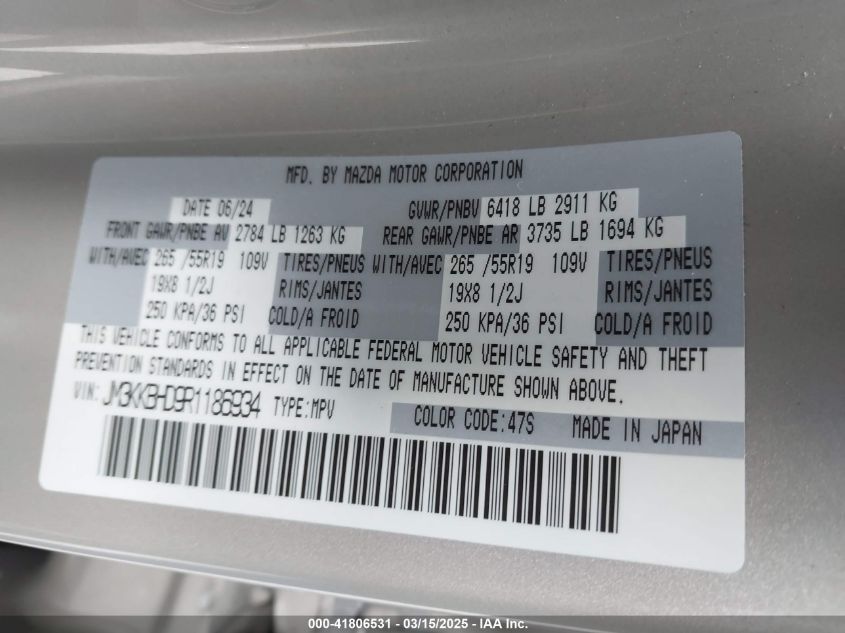 MFD. BY MAZDA MOTOR CORPORATION
DATE 06/24 GVWR/PNBV 6418 LB 2911 KG
FRONT GAWR/PNBE AV 2784 LB 1263 KG REAR GAWR/PNBE AR 3735 LB 1694 KG
WITH/AVEC 265 /55R19 109V TIRES/PNEUS WITH/AVEC 265 /55R19 109V TIRES/PNEUS
19X8 1/2J RIMS/JANTES 19X8 1/2J RIMS/JANTES
250 KPA/36 PSI COLD/A FROID 250 KPA/36 PSI COLD/A FROID
THIS VEHICLE CONFORMS TO ALL APPLICABLE FEDERAL MOTOR VEHICLE SAFETY AND THEFT
PREVENTION STANDARDS IN EFFECT ON THE DATE OF MANUFACTURE SHOWN ABOVE.
VIN: JM3KKBHD9R1186934 TYPE:MPV COLOR CODE:47S MADE IN JAPAN
000-41806531 - 03/15/2025 - IAA Inc.